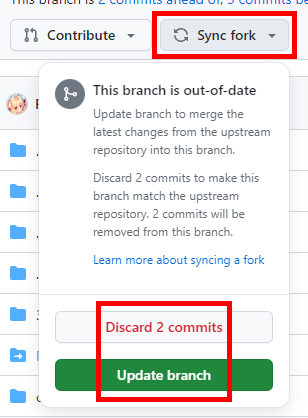 This branch is 2 commits ahead of, 5 commits be
Contribute
Sync fork
This branch is out-of-date
Update branch to merge the
latest changes from the upstream
repository into this branch.
Discard 2 commits to make this
branch match the upstream
repository. 2 commits will be
removed from this branch.
Learn more about syncing a fork
Discard 2 commits
Update branch